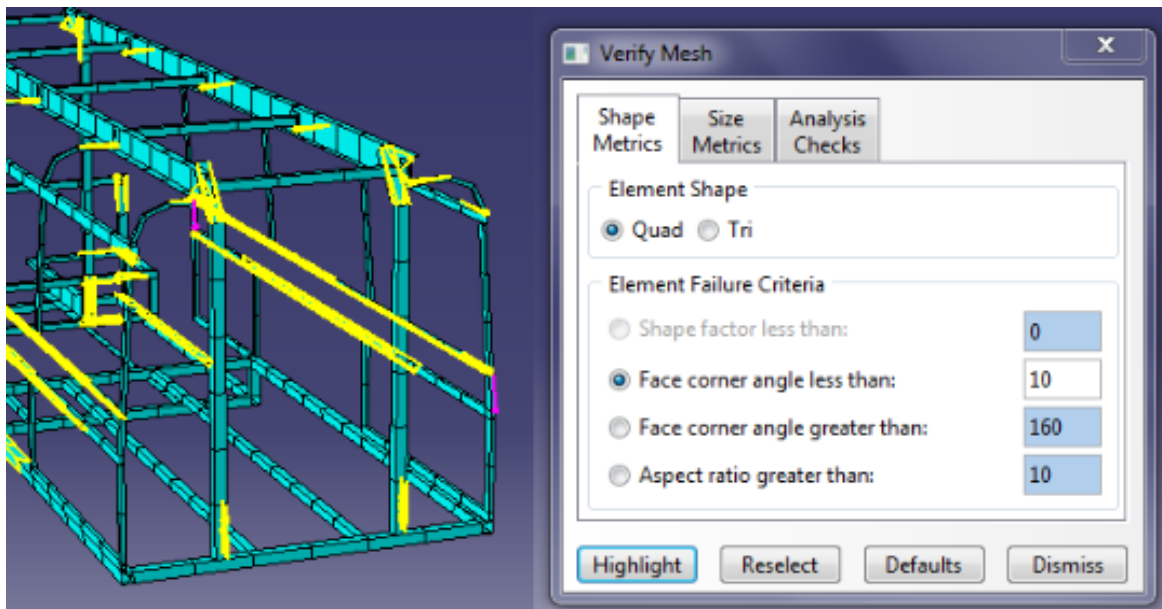 Verify Mesh
X
Shape Metrics
Size Metrics
Analysis Checks
Element Shape
Quad
Tri
Element Failure Criteria
Shape factor less than:
0
Face corner angle less than:
10
Face corner angle greater than:
160
Aspect ratio greater than:
10
Highlight
Reselect
Defaults
Dismiss